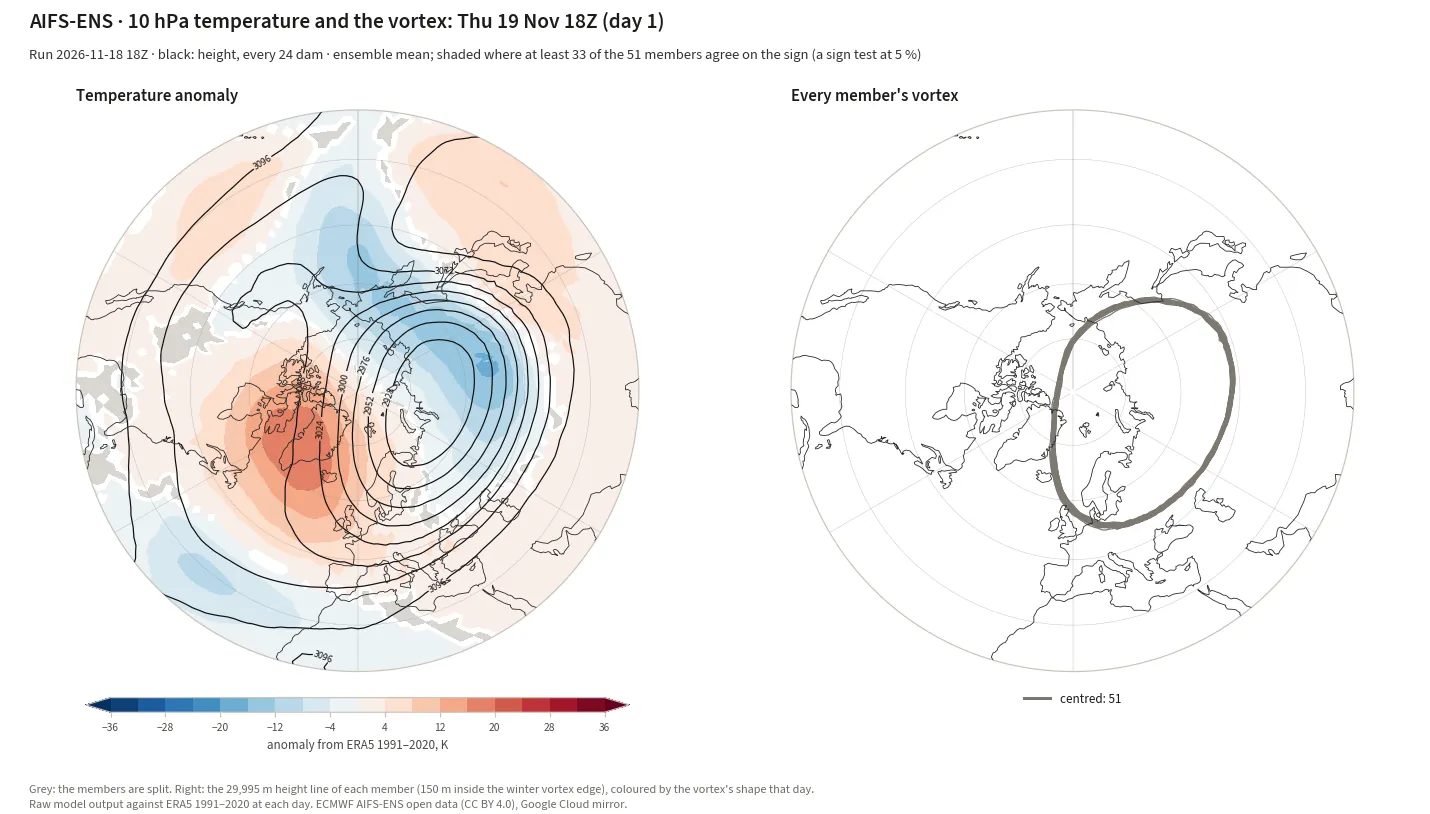 AIFS-ENS · 10 hPa temperature and the vortex: Thu 19 Nov 18Z (day 1)
Run 2026-11-18 18Z · black: height, every 24 dam · ensemble mean; shaded where at least 33 of the 51 members agree on the sign (a sign test at 5 %)
Temperature anomaly
Every member's vortex
3096
3072
2976
3000
2952
2928
3024
3096
3096
centred: 51
−36 −28 −20 −12 −4 4 12 20 28 36
anomaly from ERA5 1991–2020, K
Grey: the members are split. Right: the 29,995 m height line of each member (150 m inside the winter vortex edge), coloured by the vortex's shape that day.
Raw model output against ERA5 1991–2020 at each day. ECMWF AIFS-ENS open data (CC BY 4.0), Google Cloud mirror.